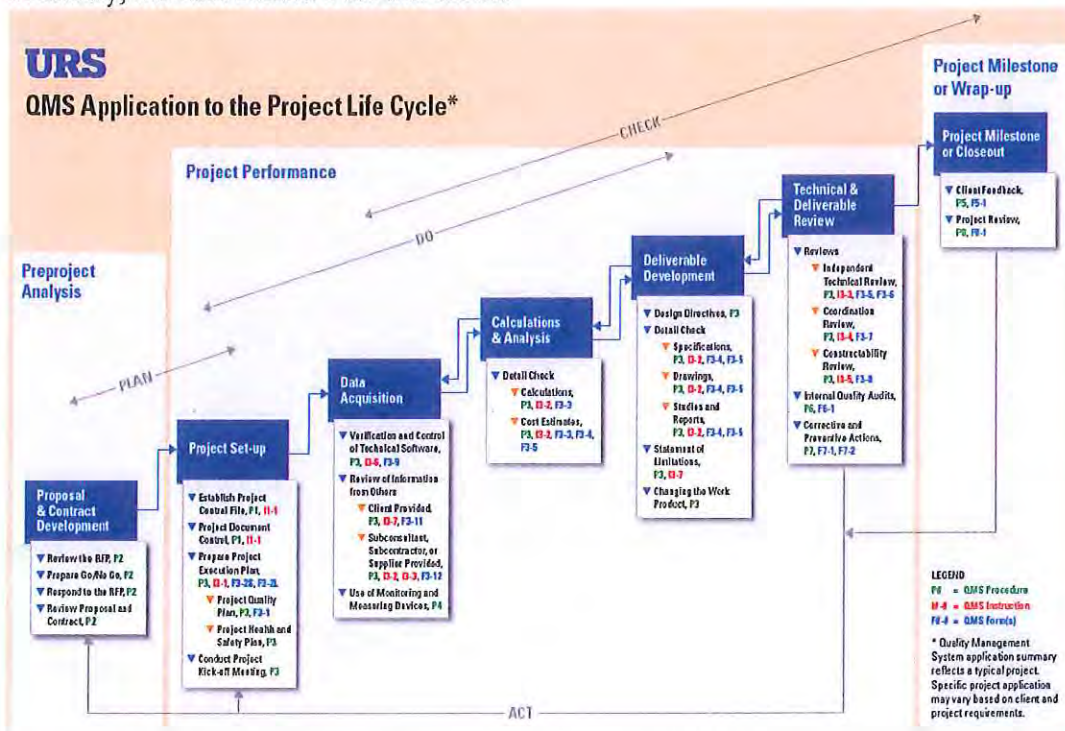 URS
QMS Application to the Project Life Cycle*
Project Milestone
or Wrap-up
Project Milestone
or Closeout
▼ Client Feedback,
P5, F5-1
▼ Project Review,
CHECK
DO
PLAN
Project Performance
Preproject
Analysis
Proposal
& Contract
Development
▼ Review the RFP, P2
▼ Prepare Go/No Go, P2
▼ Respond to the RFP, P2
▼ Review Proposal and
Contract, P2
Project Set-up
▼ Establish Project
Control File, P1, I1-1
▼ Project Document
Control, P1, I1-1
▼ Prepare Project
Execution Plan,
P3, I3-1, F3-2S, F3-2L
▼ Project Quality
Plan, P3, F3-1
▼ Project Health and
Safety Plan, P3
▼ Conduct Project
Kick-off Meeting, P3
Data
Acquisition
▼ Verification and Control
of Technical Software,
P3, I3-6, F3-9
▼ Review of Information
from Others
▼ Client Provided,
P3, I3-7, F3-11
▼ Subconsultant,
Subcontractor, or
Supplier Provided,
P3, I3-2, I3-3, F3-12
▼ Use of Monitoring and
Measuring Devices, P4
Calculations
& Analysis
▼ Detail Check
▼ Calculations,
P3, I3-2, F3-3
▼ Cost Estimates,
P3, I3-2, F3-3, F3-4,
F3-5
Deliverable
Development
▼ Design Directives, P3
▼ Detail Check
▼ Specifications,
P3, I3-2, F3-4, F3-5
▼ Drawings,
P3, I3-2, F3-4, F3-5
▼ Studies and
Reports,
P3, I3-2, F3-4, F3-5
▼ Statement of
Limitations,
P3, I3-7
▼ Changing the Work
Product, P3
Technical &
Deliverable
Review
▼ Reviews
▼ Independent
Technical Review,
P3, I3-3, F3-5, F3-6
▼ Coordination
Review,
P3, I3-4, F3-7
▼ Constructability
Review,
P3, I3-5, F3-8
▼ Internal Quality Audits,
P6, F6-1
▼ Corrective and
Preventive Actions,
P7, F7-1, F7-2
ACT
LEGEND
= QMS Procedure
= QMS Instruction
= QMS Form(s)
* Quality Management
System application summary
reflects a typical project.
Specific project application
may vary based on client and
project requirements.